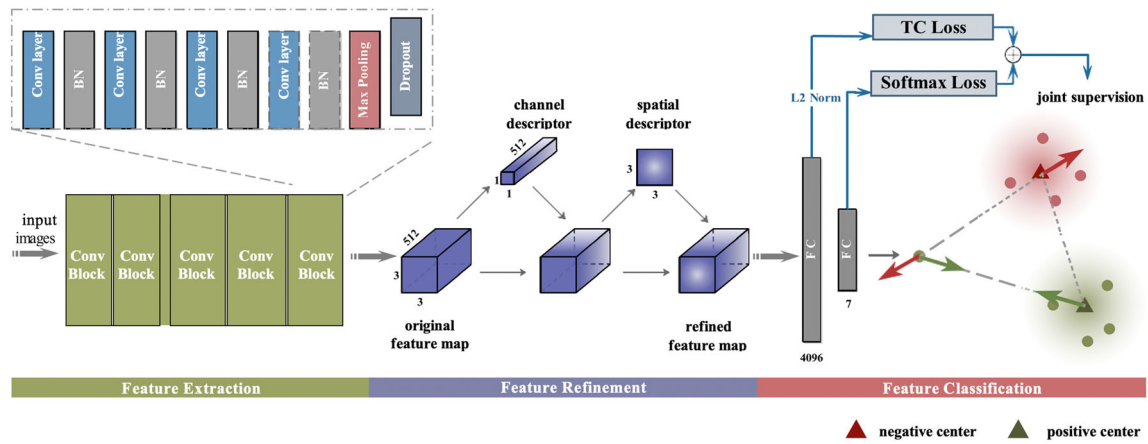 Conv layer
BN
Conv layer
BN
Conv layer
BN
Conv layer
BN
Max Pooling
Dropout
input
images
Conv
Block
Conv
Block
Conv
Block
Conv
Block
Conv
Block
channel
descriptor
512
1
1
spatial
descriptor
3
3
512
3
3
original
feature map
refined
feature map
L2 Norm
TC Loss
Softmax Loss
joint supervision
FC
4096
FC
7
Feature Extraction
Feature Refinement
Feature Classification
negative center
positive center